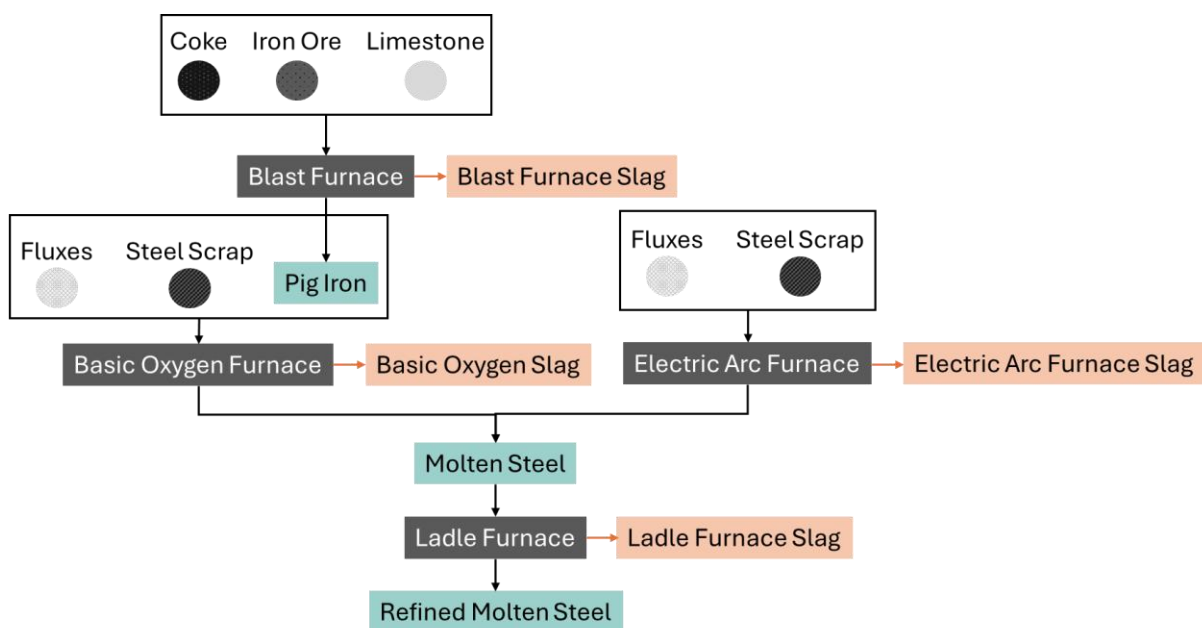 Coke Iron Ore Limestone
Blast Furnace Blast Furnace Slag
Fluxes Steel Scrap Fluxes Steel Scrap
Pig Iron
Basic Oxygen Furnace Basic Oxygen Slag Electric Arc Furnace Electric Arc Furnace Slag
Molten Steel
Ladle Furnace Ladle Furnace Slag
Refined Molten Steel